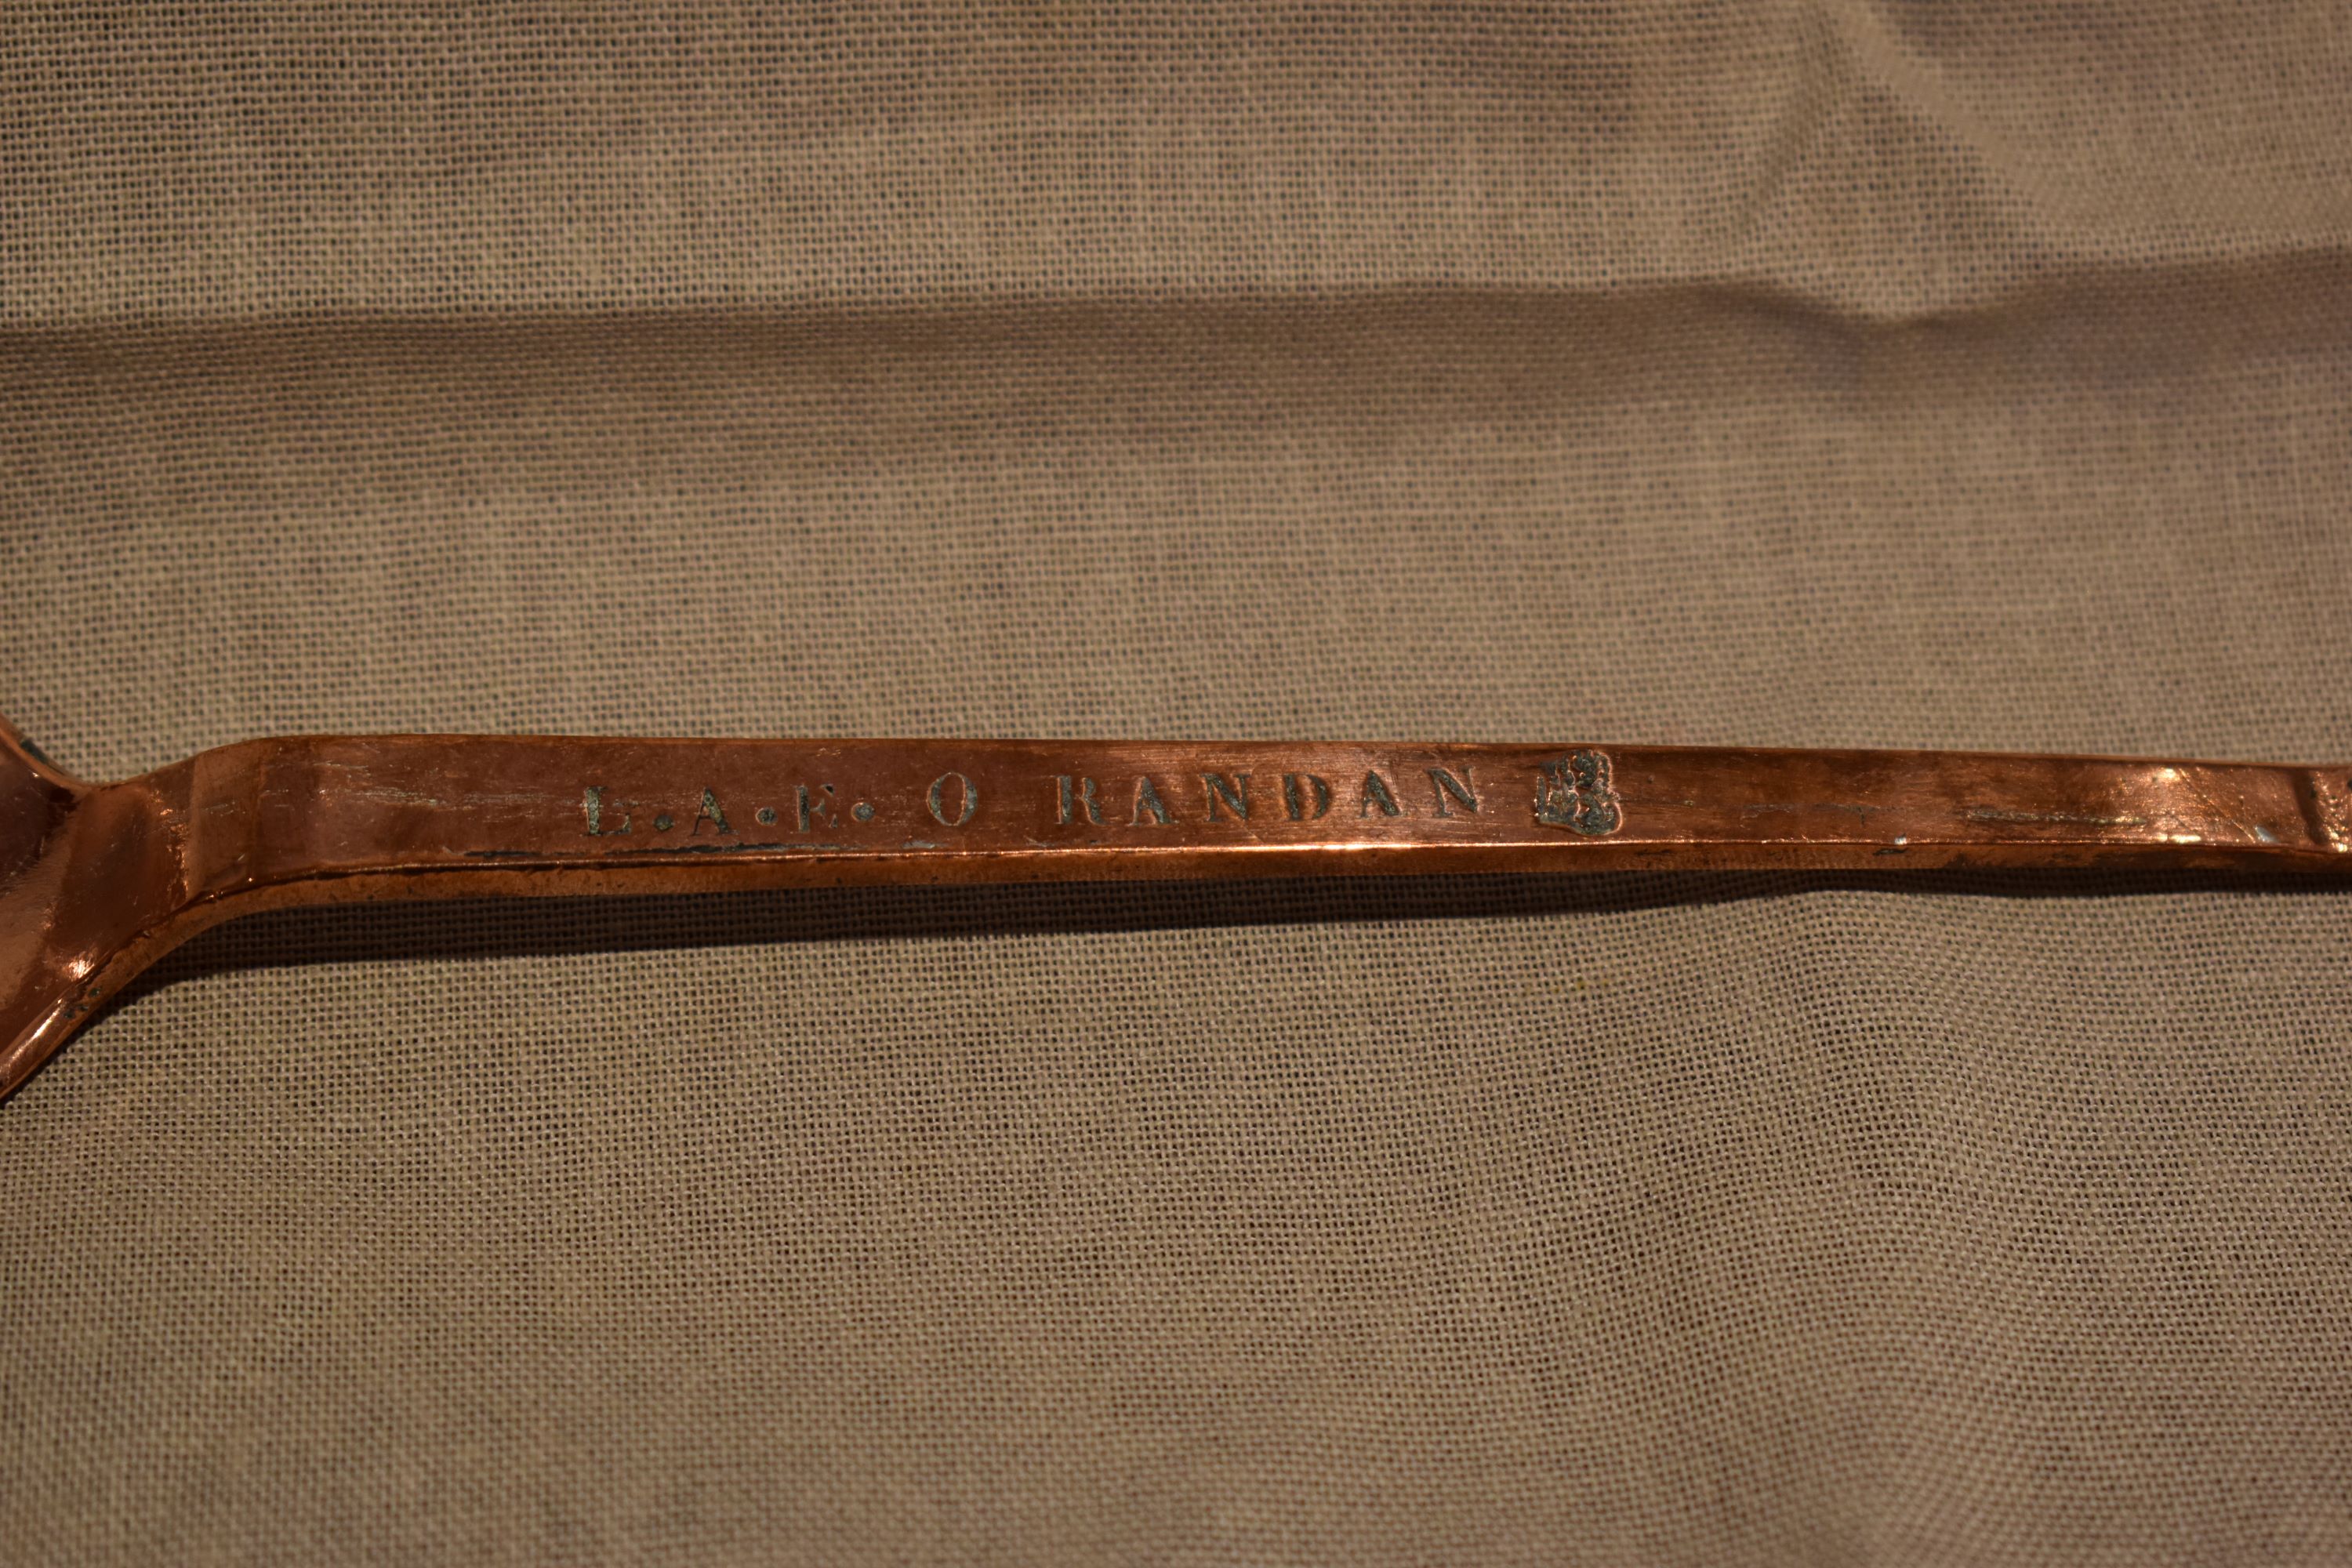 L.A.E. O RANDAN